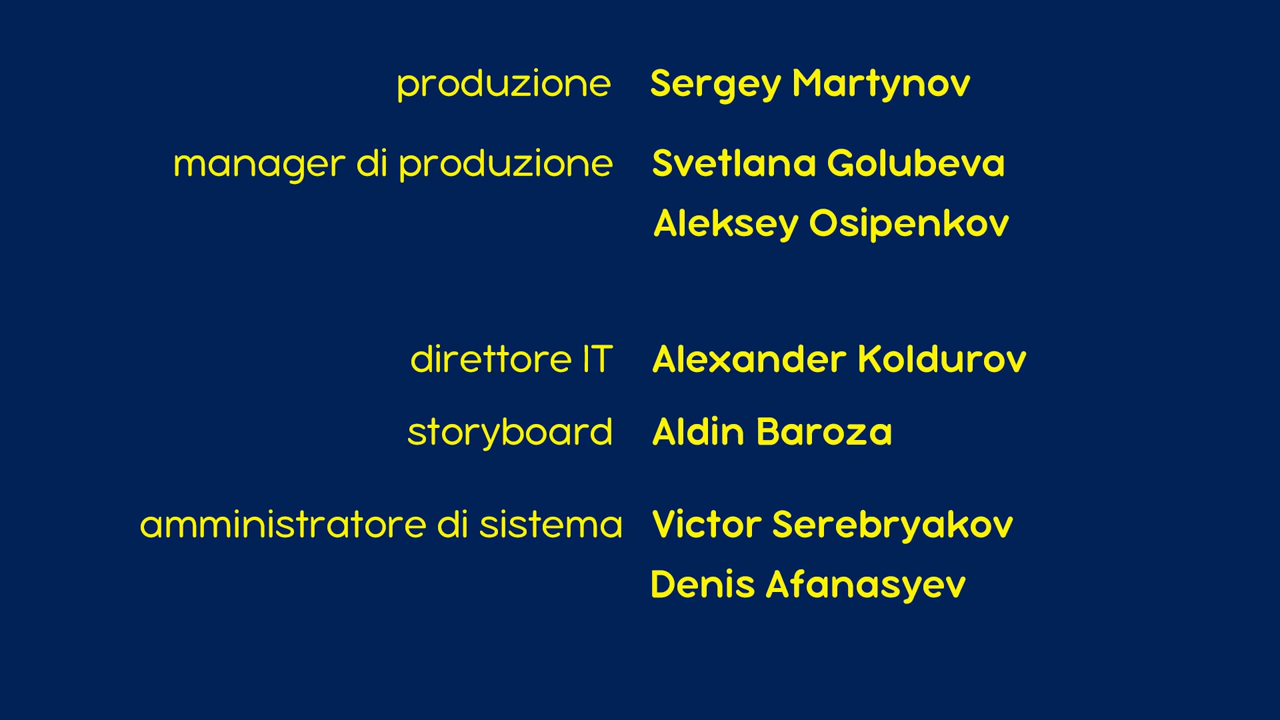 produzione Sergey Martynov
manager di produzione Svetlana Golubeva
Aleksey Osipenkov
direttore IT Alexander Koldurov
storyboard Aldin Baroza
amministratore di sistema Victor Serebryakov
Denis Afanasyev